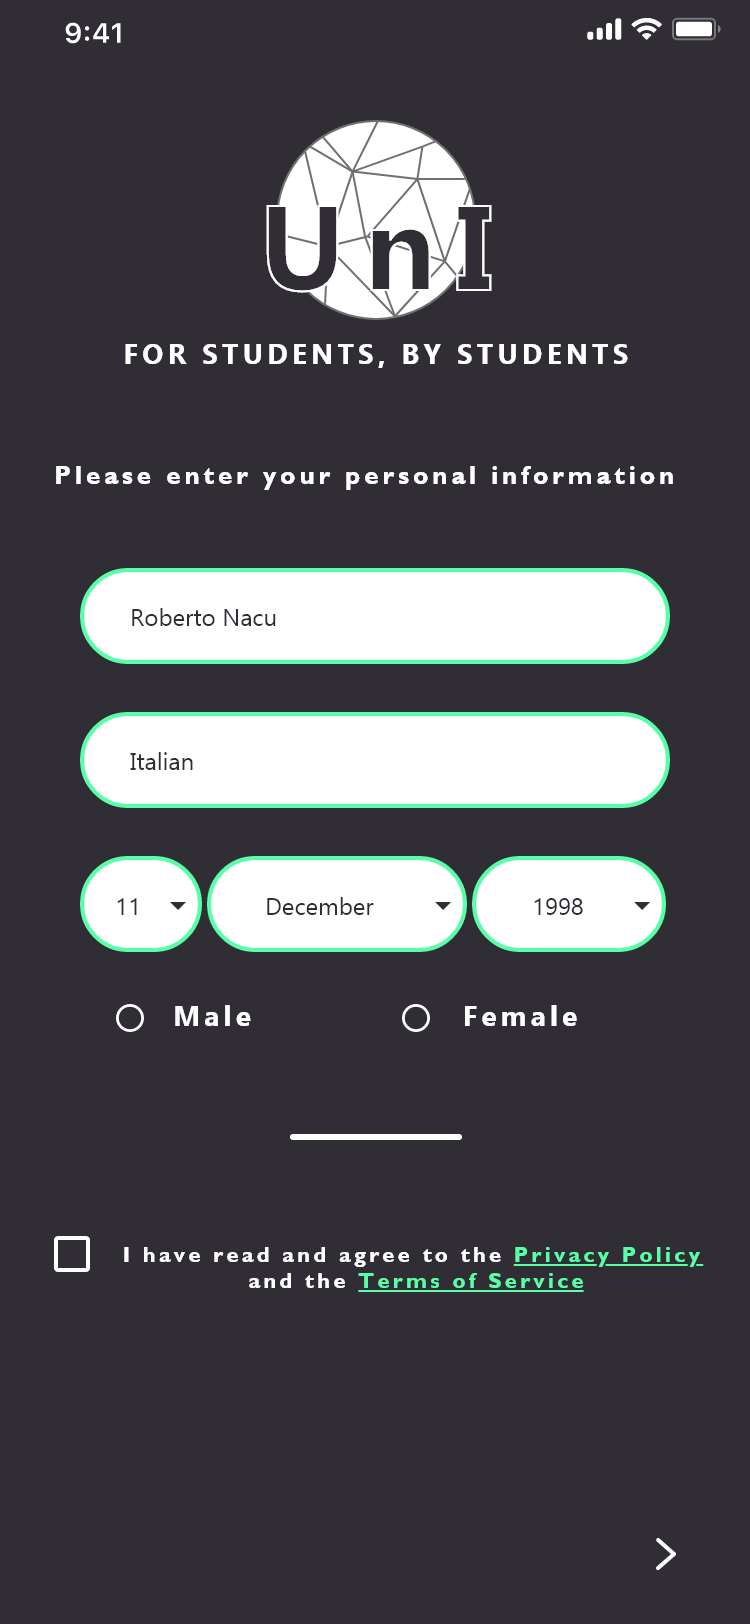 9:41
UnI
FOR STUDENTS, BY STUDENTS
Please enter your personal information
Roberto Nacu
Italian
11 December 1998
Male Female
I have read and agree to the Privacy Policy
and the Terms of Service